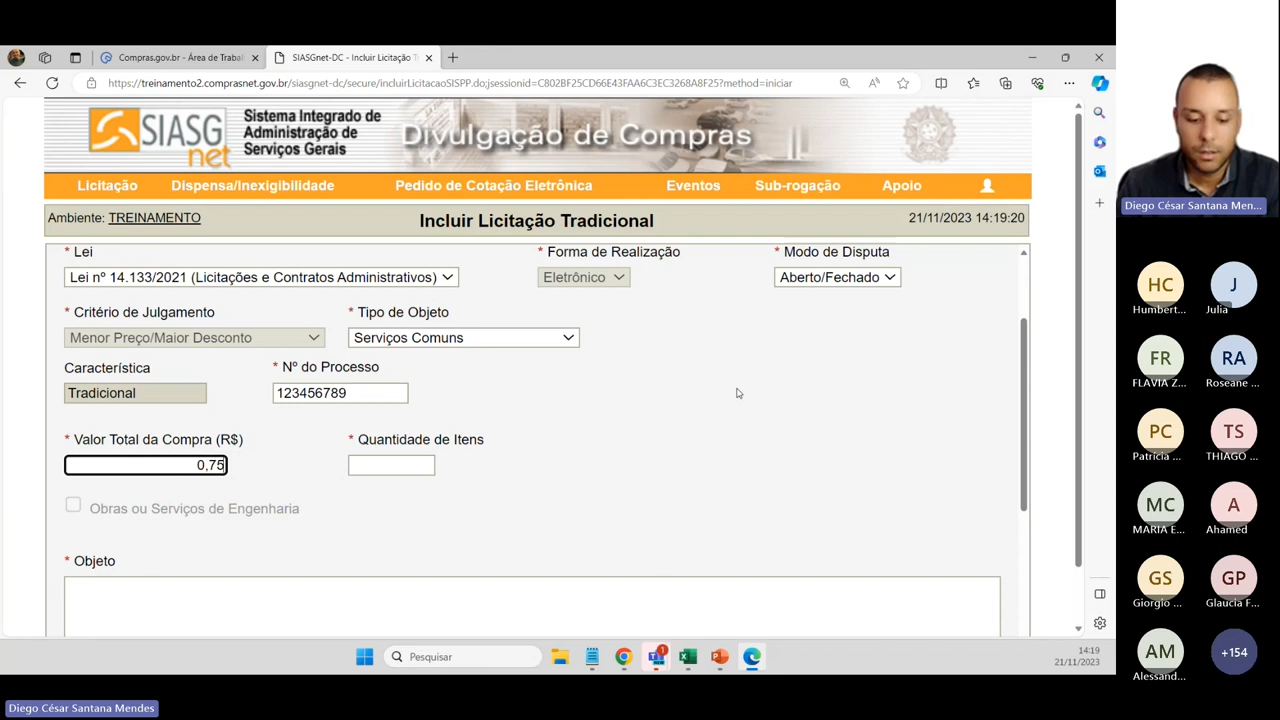 Compras.gov.br - Área de Trabal
SIASGnet-DC - Incluir Licitação T
https://treinamento2.comprasnet.gov.br/siasgnet-dc/secure/incluirLicitacaoSISPP.do;jsessionid=C802BF25CD66E43FAA6C3EC3268A8F25?method=iniciar
SIASG
net
Sistema Integrado de
Administração de
Serviços Gerais
Divulgação de Compras
Licitação Dispensa/Inexigibilidade Pedido de Cotação Eletrônica Eventos Sub-rogação Apoio
Ambiente: TREINAMENTO Incluir Licitação Tradicional 21/11/2023 14:19:20
* Lei * Forma de Realização * Modo de Disputa
Lei nº 14.133/2021 (Licitações e Contratos Administrativos) Eletrônico Aberto/Fechado
* Critério de Julgamento * Tipo de Objeto
Menor Preço/Maior Desconto Serviços Comuns
Característica * Nº do Processo
Tradicional 123456789
* Valor Total da Compra (R$) * Quantidade de Itens
0,75
Obras ou Serviços de Engenharia
* Objeto
Pesquisar
1
14:19
21/11/2023
Diego César Santana Men...
HC J
Humbert... Julia
FR RA
FLAVIA Z... Roseane ...
PC TS
Patrícia ... THIAGO ...
MC A
MARIA E... Ahamed
GS GP
Giorgio ... Glaucia F...
AM +154
Alessand...
Diego César Santana Mendes